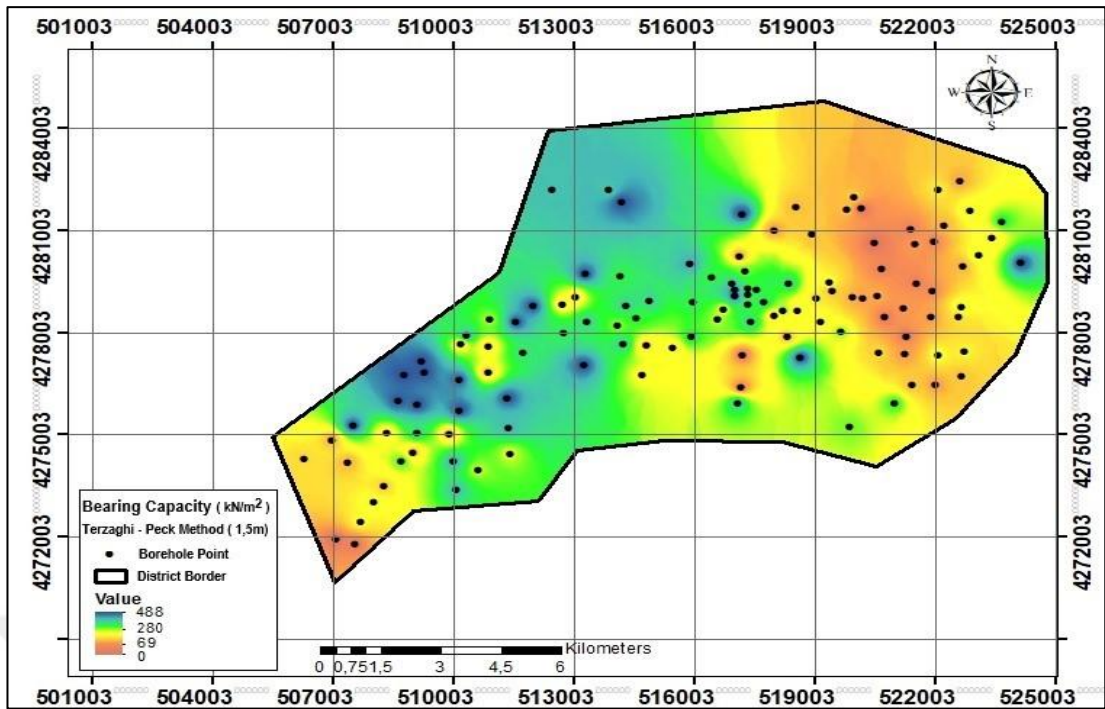 501003 504003 507003 510003 513003 516003 519003 522003 525003
N
W E
S
4284003 4284003
4281003 4281003
4278003 4278003
4275003 4275003
4272003 4272003
Bearing Capacity ( kN/m2 )
Terzaghi - Peck Method ( 1,5m)
Borehole Point
District Border
Value
488
280
69
0
Kilometers
0 0,75 1,5 3 4,5 6
501003 504003 507003 510003 513003 516003 519003 522003 525003